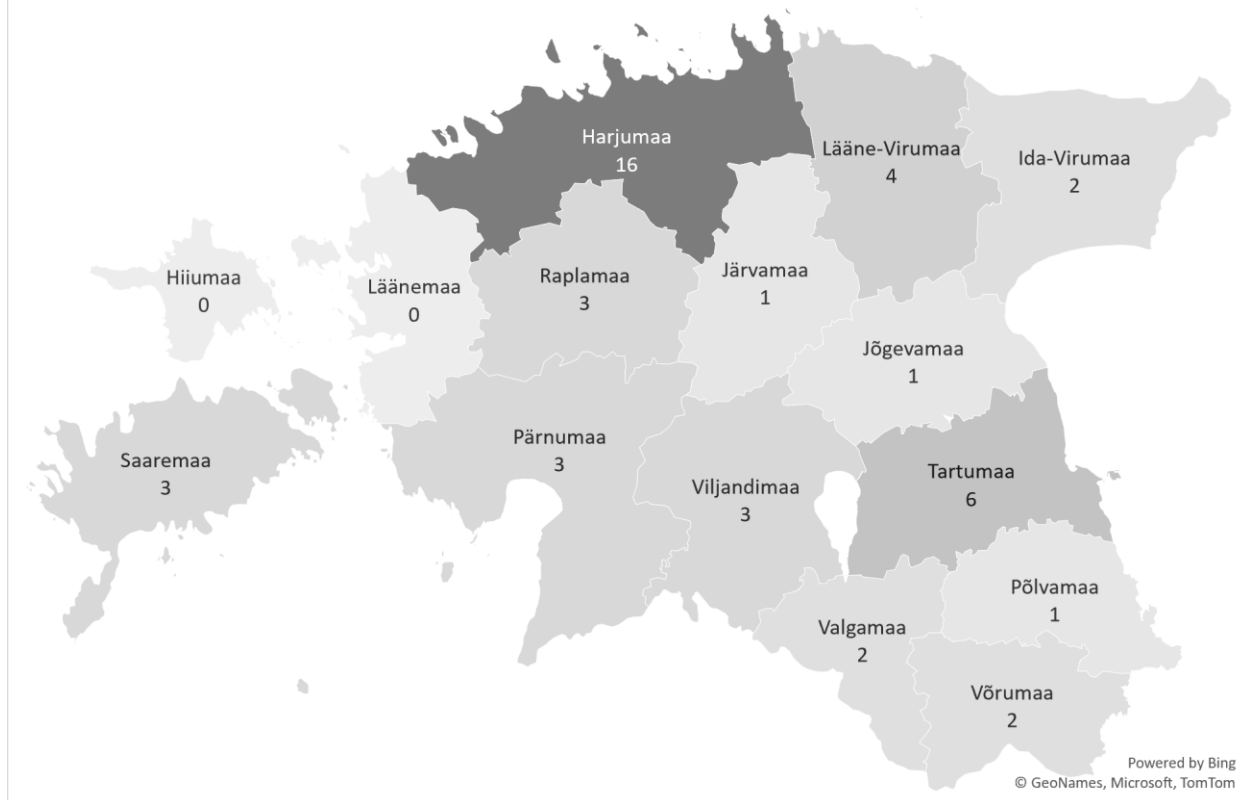 Harjumaa
16
Lääne-Virumaa
4
Ida-Virumaa
2
Hiiumaa
0
Läänemaa
0
Raplamaa
3
Järvamaa
1
Jõgevamaa
1
Saaremaa
3
Pärnumaa
3
Viljandimaa
3
Tartumaa
6
Põlvamaa
1
Valgamaa
2
Võrumaa
2
Powered by Bing
© GeoNames, Microsoft, TomTom